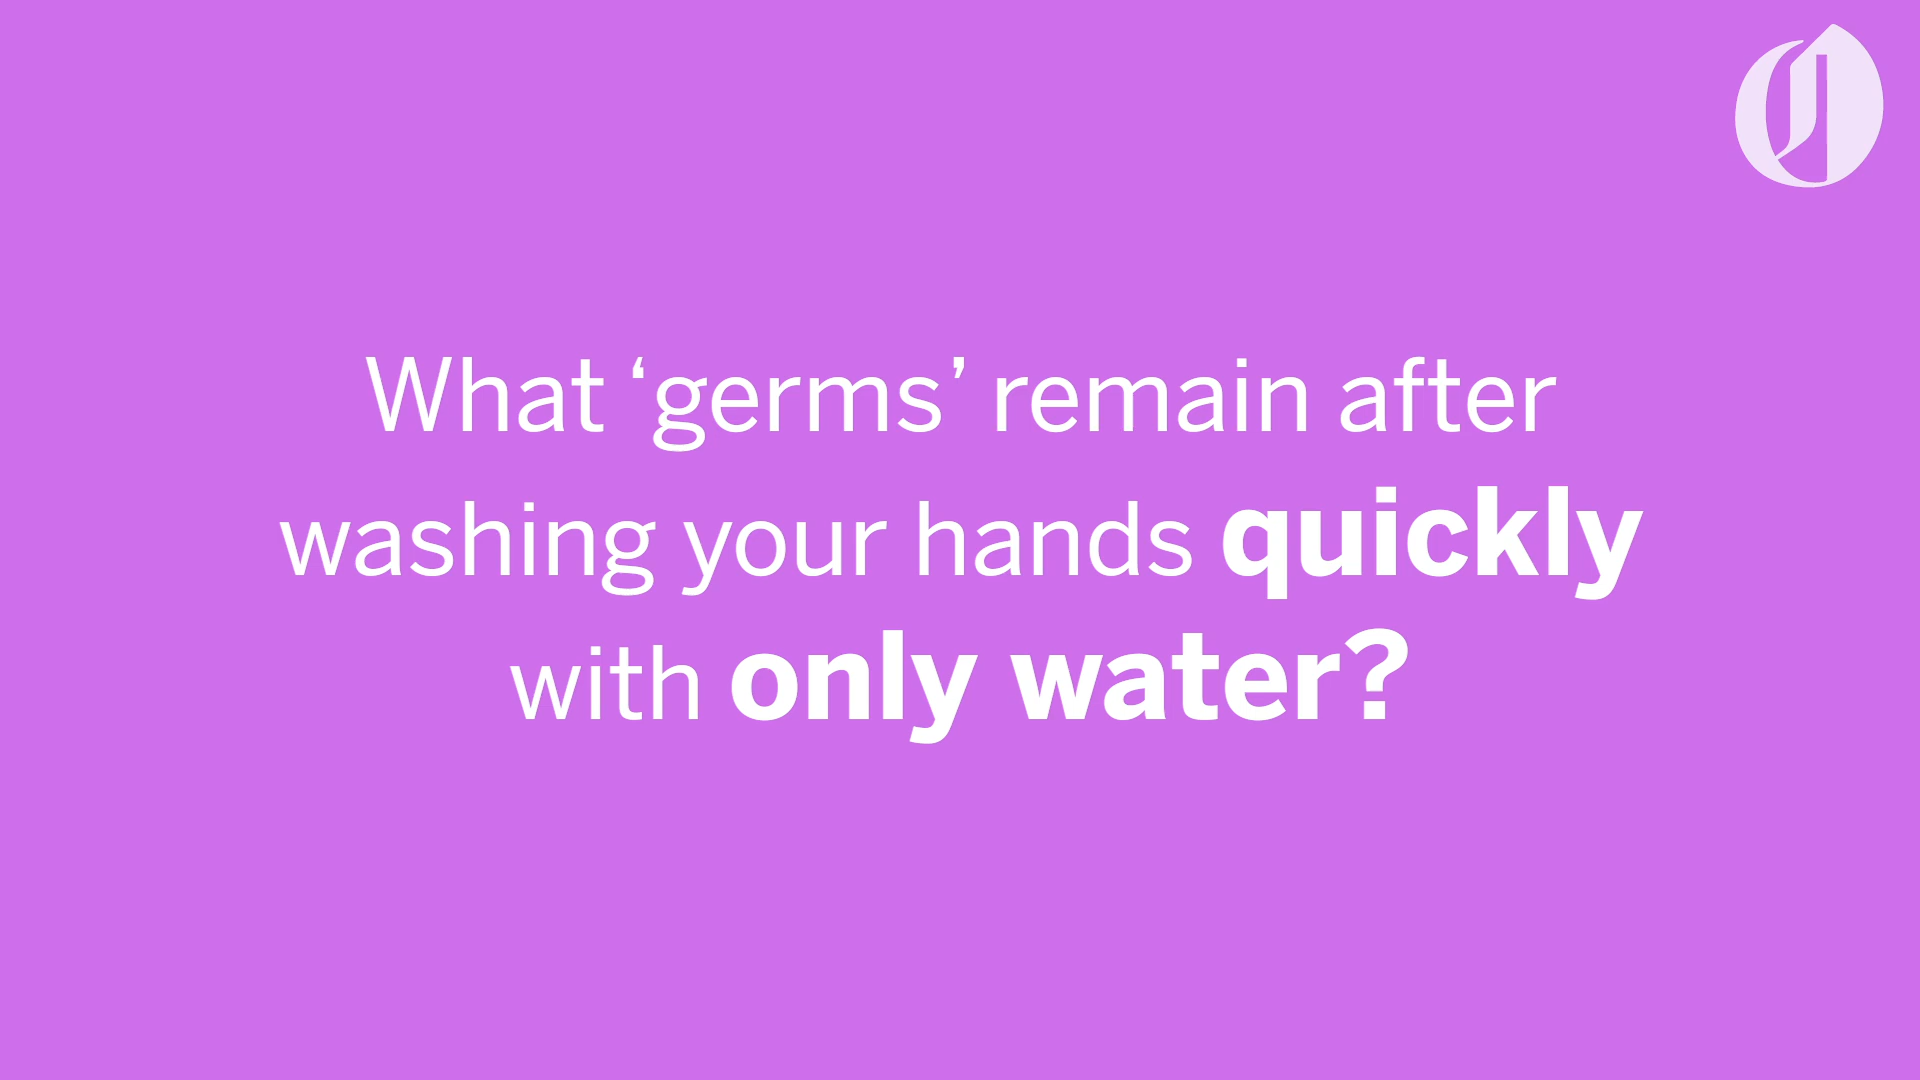 What ‘germs’ remain after
washing your hands quickly
with only water?